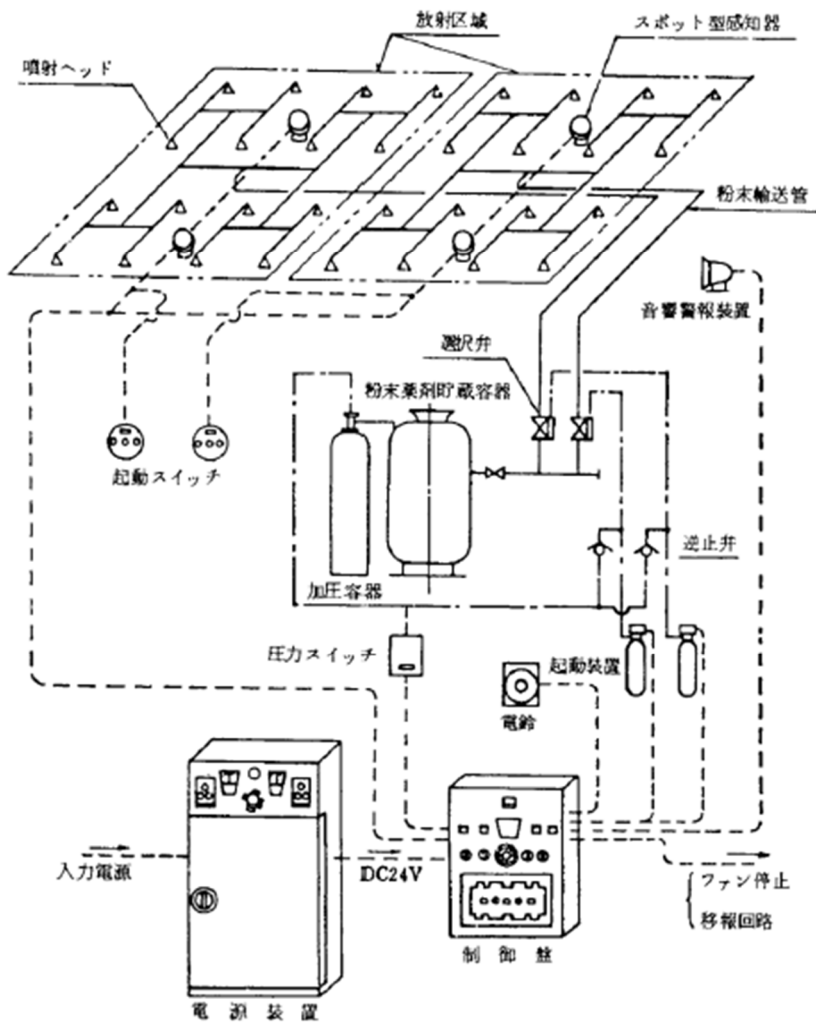 放射区域
スポット型感知器
噴射ヘッド
粉末輸送管
音響警報装置
選択弁
粉末薬剤貯蔵容器
起動スイッチ
逆止弁
加圧容器
圧力スイッチ
起動装置
電鈴
入力電源
DC24V
ファン停止
移報回路
制御盤
電源装置